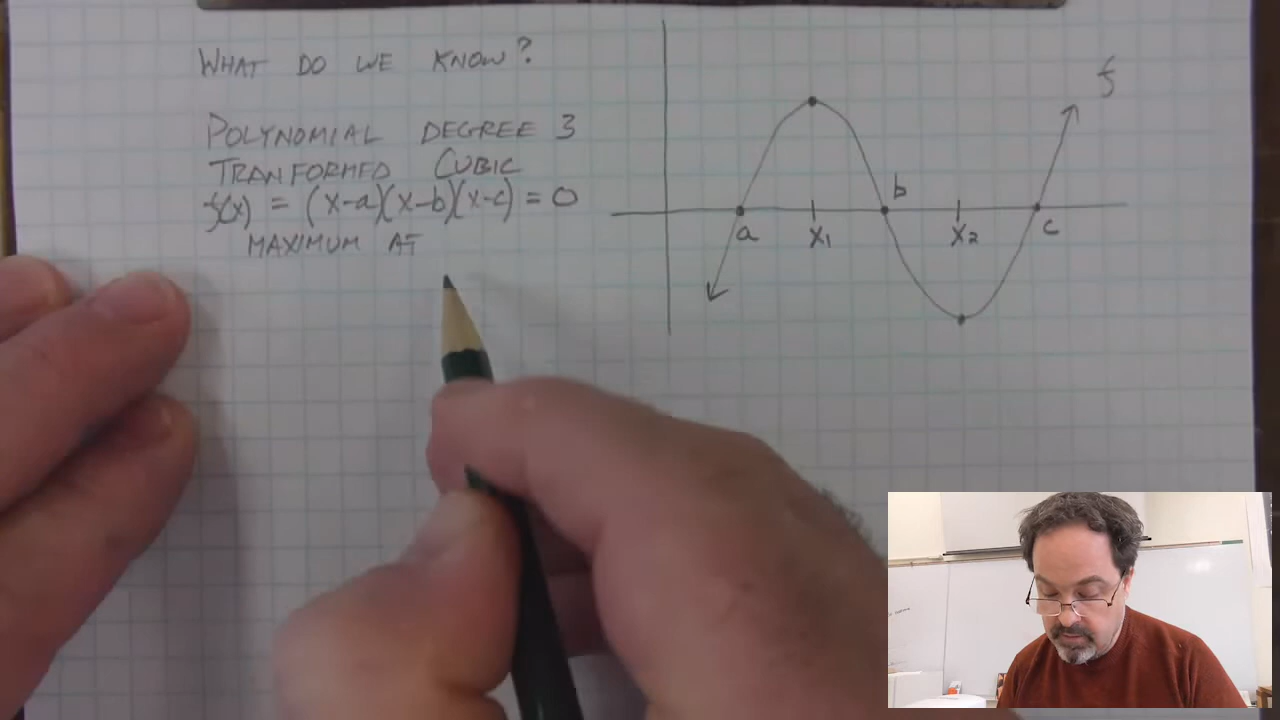 WHAT DO WE KNOW?
POLYNOMIAL DEGREE 3
TRANFORMED CUBIC
f(x) = (x-a)(x-b)(x-c) = 0
MAXIMUM AT
f
b
a x₁ x₂ c